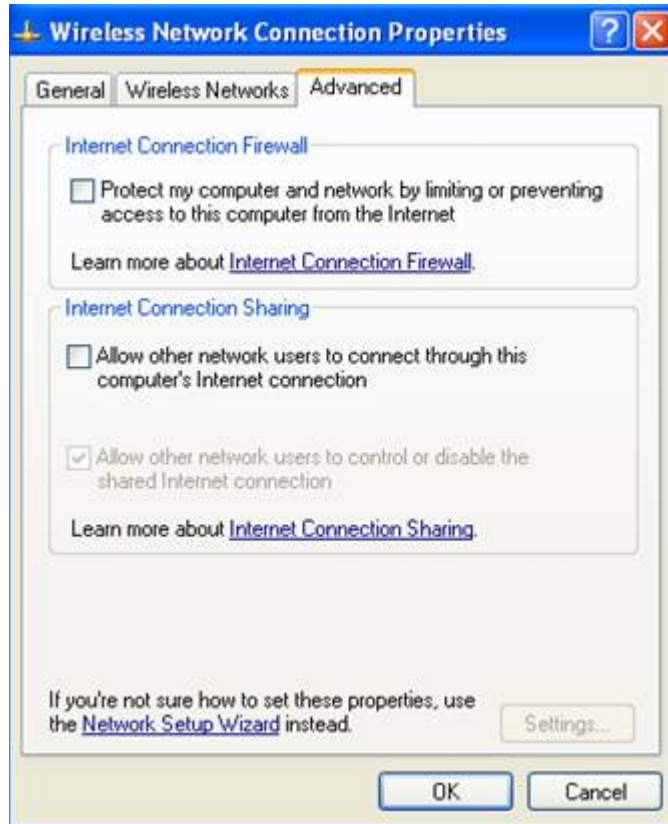 Wireless Network Connection Properties
General Wireless Networks Advanced
Internet Connection Firewall
Protect my computer and network by limiting or preventing
access to this computer from the Internet
Learn more about Internet Connection Firewall.
Internet Connection Sharing
Allow other network users to connect through this
computer's Internet connection
Allow other network users to control or disable the
shared Internet connection
Learn more about Internet Connection Sharing.
If you're not sure how to set these properties, use
the Network Setup Wizard instead.
Settings...
OK Cancel